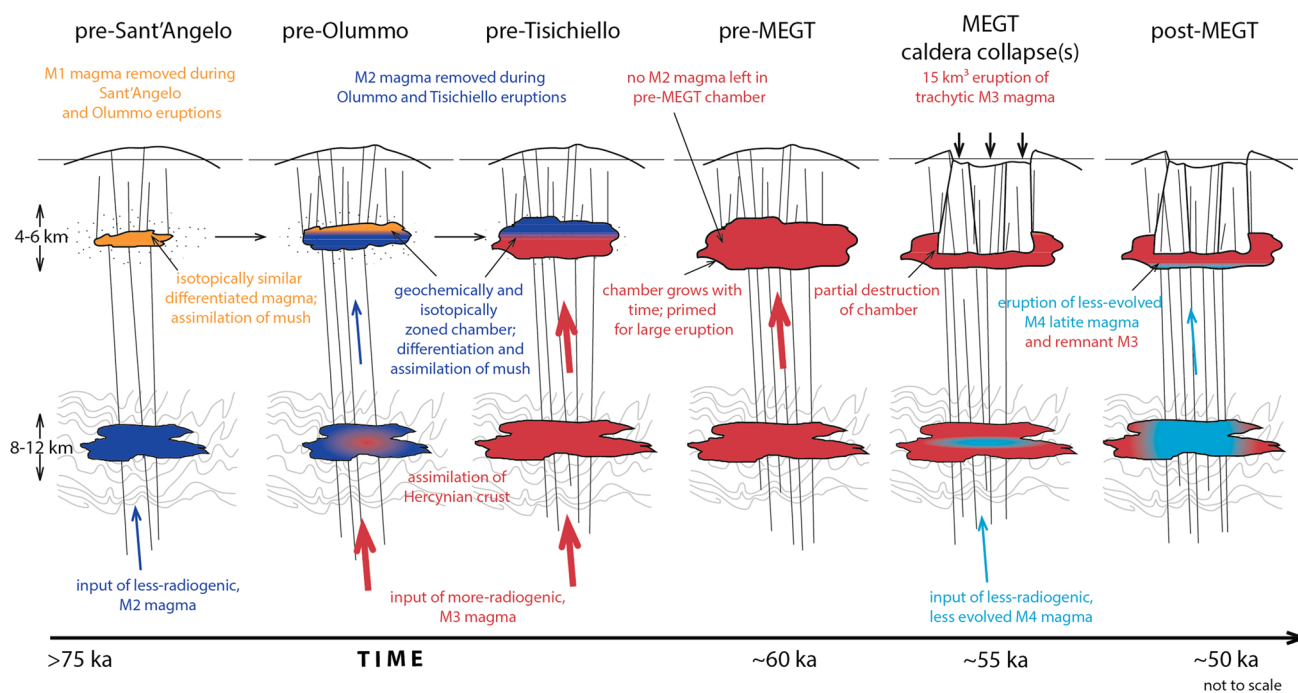 pre-Sant'Angelo
pre-Olummo
pre-Tisichiello
pre-MEGT
MEGT
caldera collapse(s)
post-MEGT
M1 magma removed during
Sant'Angelo
and Olummo eruptions
M2 magma removed during
Olummo and Tisichiello eruptions
no M2 magma left in
pre-MEGT chamber
15 km³ eruption of
trachytic M3 magma
4-6 km
isotopically similar
differentiated magma;
assimilation of mush
geochemically and
isotopically
zoned chamber;
differentiation and
assimilation of mush
chamber grows with
time; primed
for large eruption
partial destruction
of chamber
eruption of less-evolved
M4 latite magma
and remnant M3
8-12 km
assimilation of
Hercynian crust
input of less-radiogenic,
M2 magma
input of more-radiogenic,
M3 magma
input of less-radiogenic,
less evolved M4 magma
>75 ka
TIME
~60 ka
~55 ka
~50 ka
not to scale